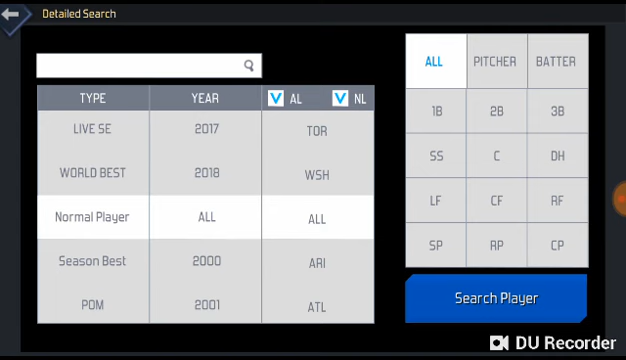 Detailed Search
TYPE YEAR AL NL
LIVE SE 2017 TOR
WORLD BEST 2018 WSH
Normal Player ALL ALL
Season Best 2000 ARI
POM 2001 ATL
ALL PITCHER BATTER
1B 2B 3B
SS C DH
LF CF RF
SP RP CP
Search Player
DU Recorder